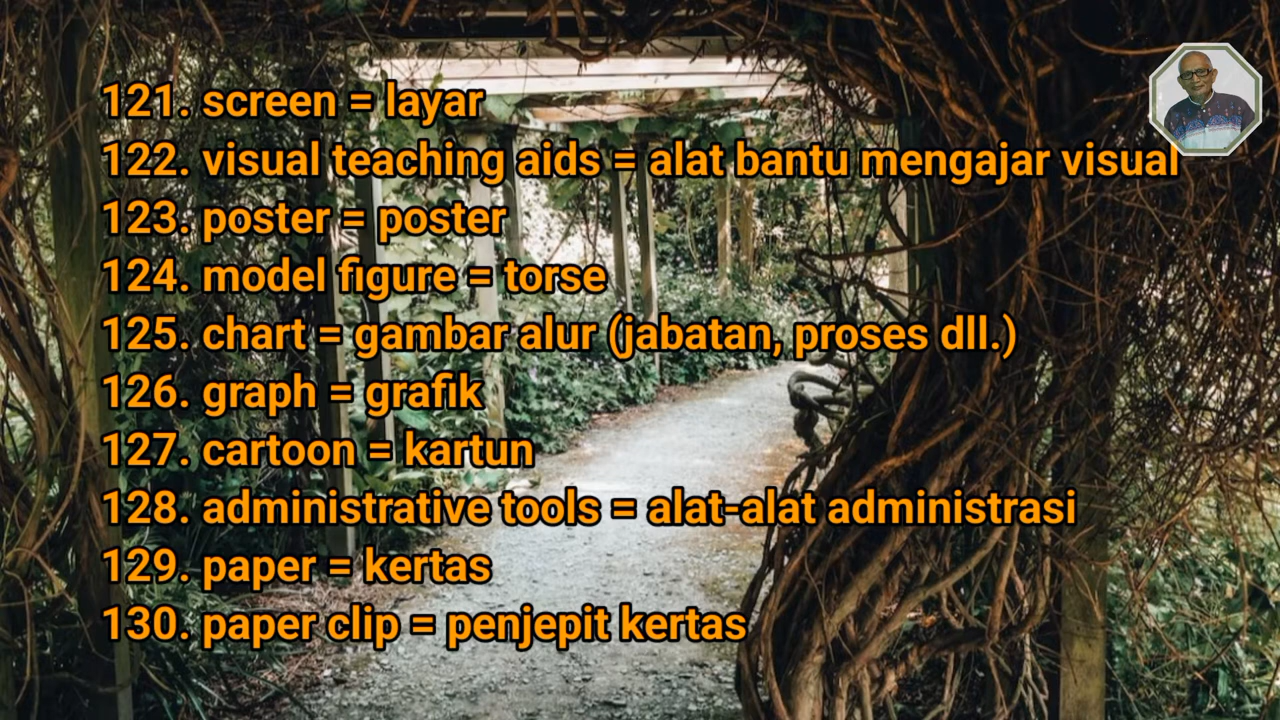 121. screen = layar
122. visual teaching aids = alat bantu mengajar visual
123. poster = poster
124. model figure = torse
125. chart = gambar alur (jabatan, proses dll.)
126. graph = grafik
127. cartoon = kartun
128. administrative tools = alat-alat administrasi
129. paper = kertas
130. paper clip = penjepit kertas